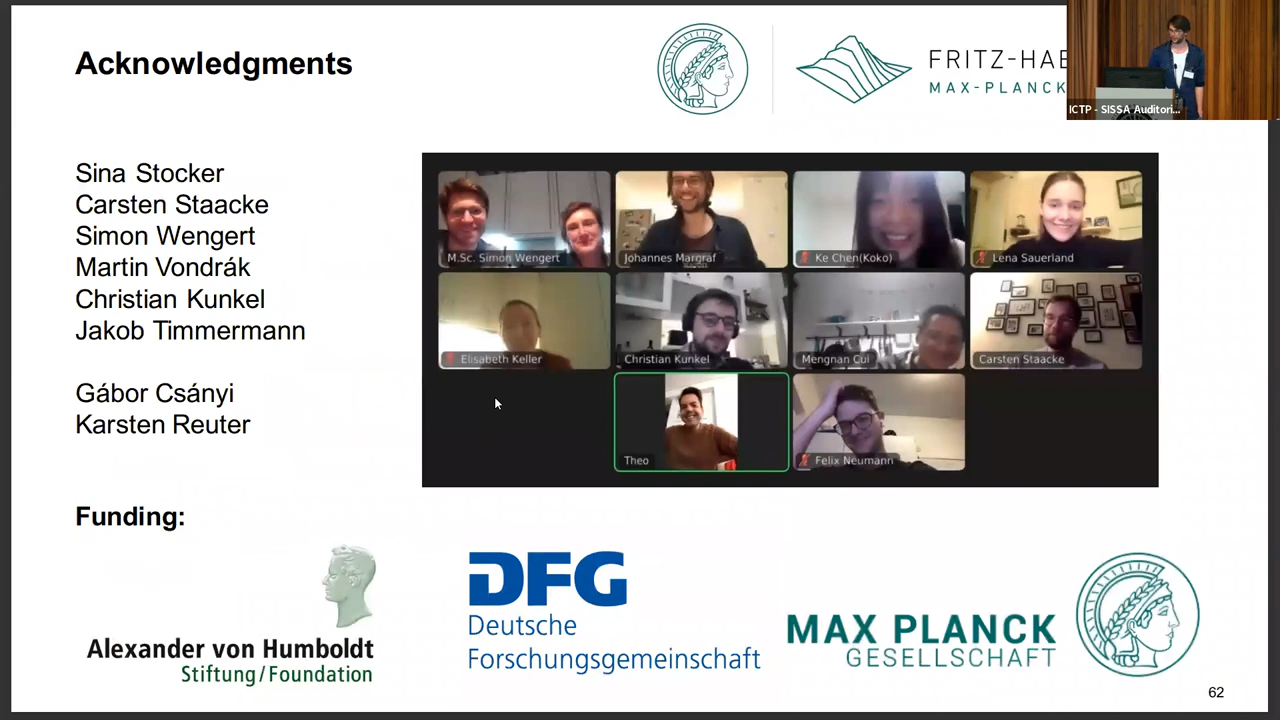 Acknowledgments
FRITZ-HAB
MAX-PLANCK
ICTP - SISSA Auditori...
Sina Stocker
Carsten Staacke
Simon Wengert
Martin Vondrák
Christian Kunkel
Jakob Timmermann
Gábor Csányi
Karsten Reuter
M.Sc. Simon Wengert
Johannes Margraf
Ke Chen(Koko)
Lena Sauerland
Elisabeth Keller
Christian Kunkel
Mengnan Cui
Carsten Staacke
Theo
Felix Neumann
Funding:
Alexander von Humboldt
Stiftung/Foundation
DFG
Deutsche
Forschungsgemeinschaft
MAX PLANCK
GESELLSCHAFT
62